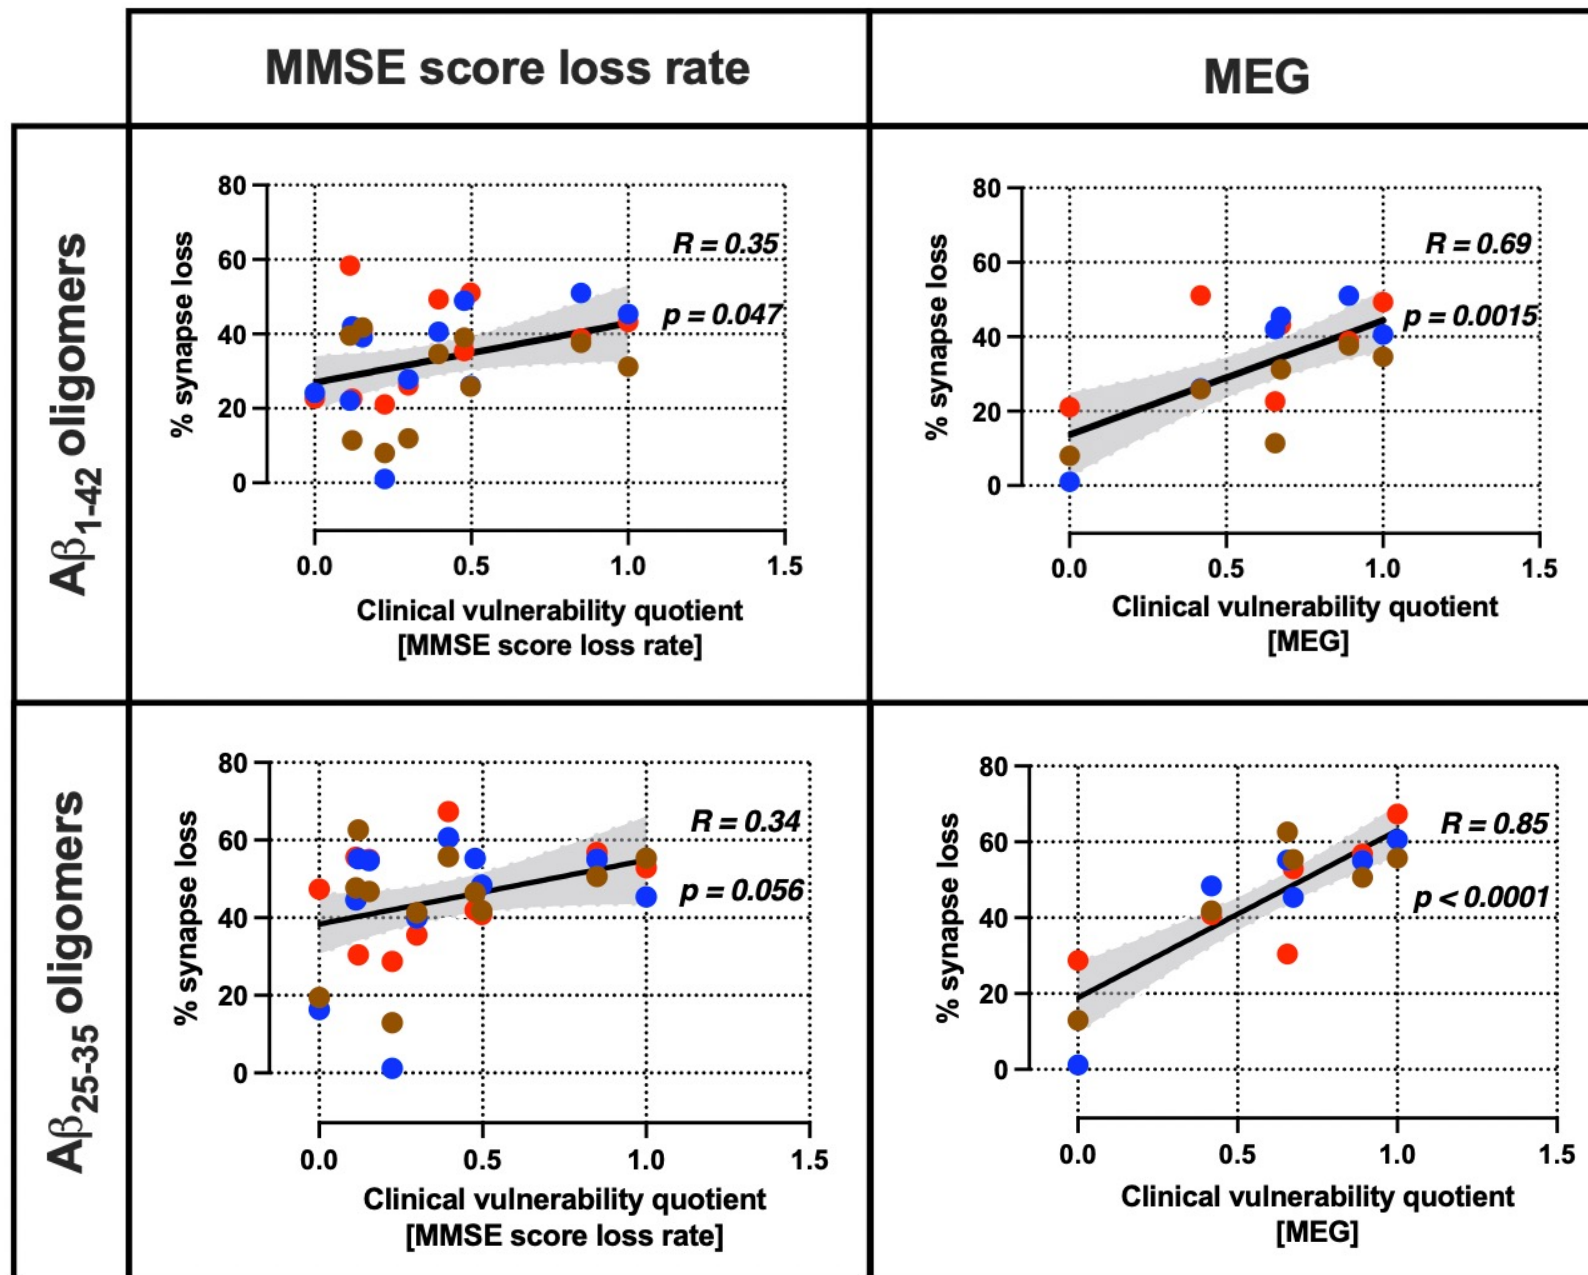 MMSE score loss rate
MEG
Aβ1-42 oligomers
80
60
40
20
0
% synapse loss
R = 0.35
p = 0.047
0.0 0.5 1.0 1.5
Clinical vulnerability quotient
[MMSE score loss rate]
80
60
40
20
0
% synapse loss
R = 0.69
p = 0.0015
0.0 0.5 1.0 1.5
Clinical vulnerability quotient
[MEG]
Aβ25-35 oligomers
80
60
40
20
0
% synapse loss
R = 0.34
p = 0.056
0.0 0.5 1.0 1.5
Clinical vulnerability quotient
[MMSE score loss rate]
80
60
40
20
0
% synapse loss
R = 0.85
p < 0.0001
0.0 0.5 1.0 1.5
Clinical vulnerability quotient
[MEG]